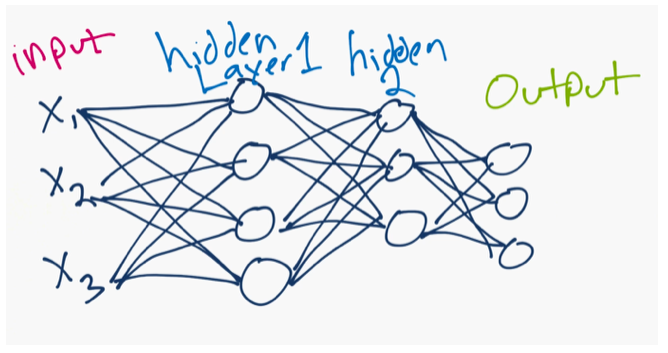 input
hidden
Layer1
hidden
2
Output
X1
X2
X3